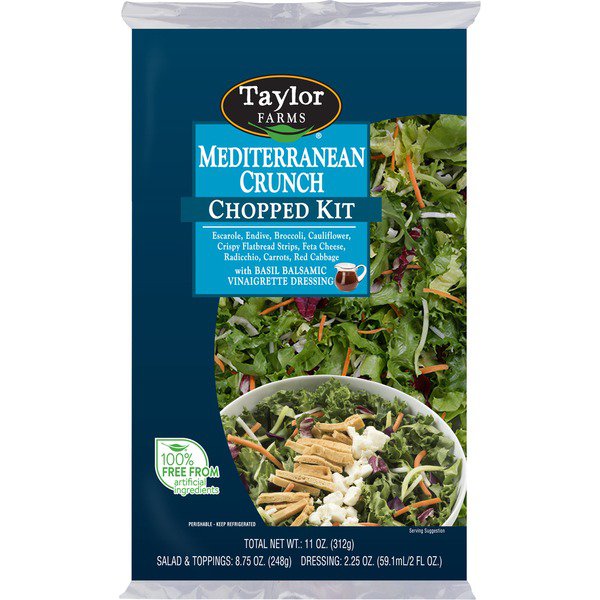 Taylor
FARMS
®
MEDITERRANEAN
CRUNCH
CHOPPED KIT
Escarole, Endive, Broccoli, Cauliflower,
Crispy Flatbread Strips, Feta Cheese,
Radicchio, Carrots, Red Cabbage
with BASIL BALSAMIC
VINAIGRETTE DRESSING
100%
FREE FROM
artificial
ingredients
PERISHABLE - KEEP REFRIGERATED
Serving Suggestion
TOTAL NET WT.: 11 OZ. (312g)
SALAD & TOPPINGS: 8.75 OZ. (248g) DRESSING: 2.25 OZ. (59.1mL/2 FL OZ.)